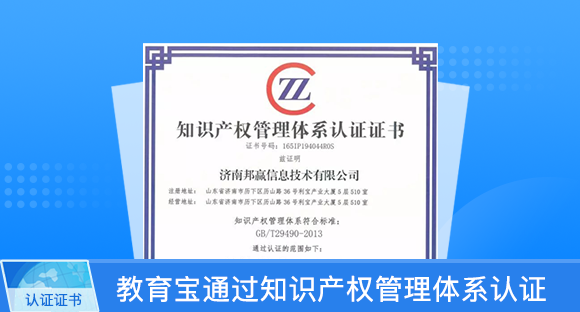 ZZ
知识产权管理体系认证证书
证书号码：165IP194044R0S
兹证明
济南邦赢信息技术有限公司
注册地址： 山东省济南市历下区历山路36号利宝产业大厦5层510室
经营地址： 山东省济南市历下区历山路36号利宝产业大厦5层510室
知识产权管理体系符合标准：
GB/T29490-2013
通过认证的范围如下：
认证证书
教育宝通过知识产权管理体系认证